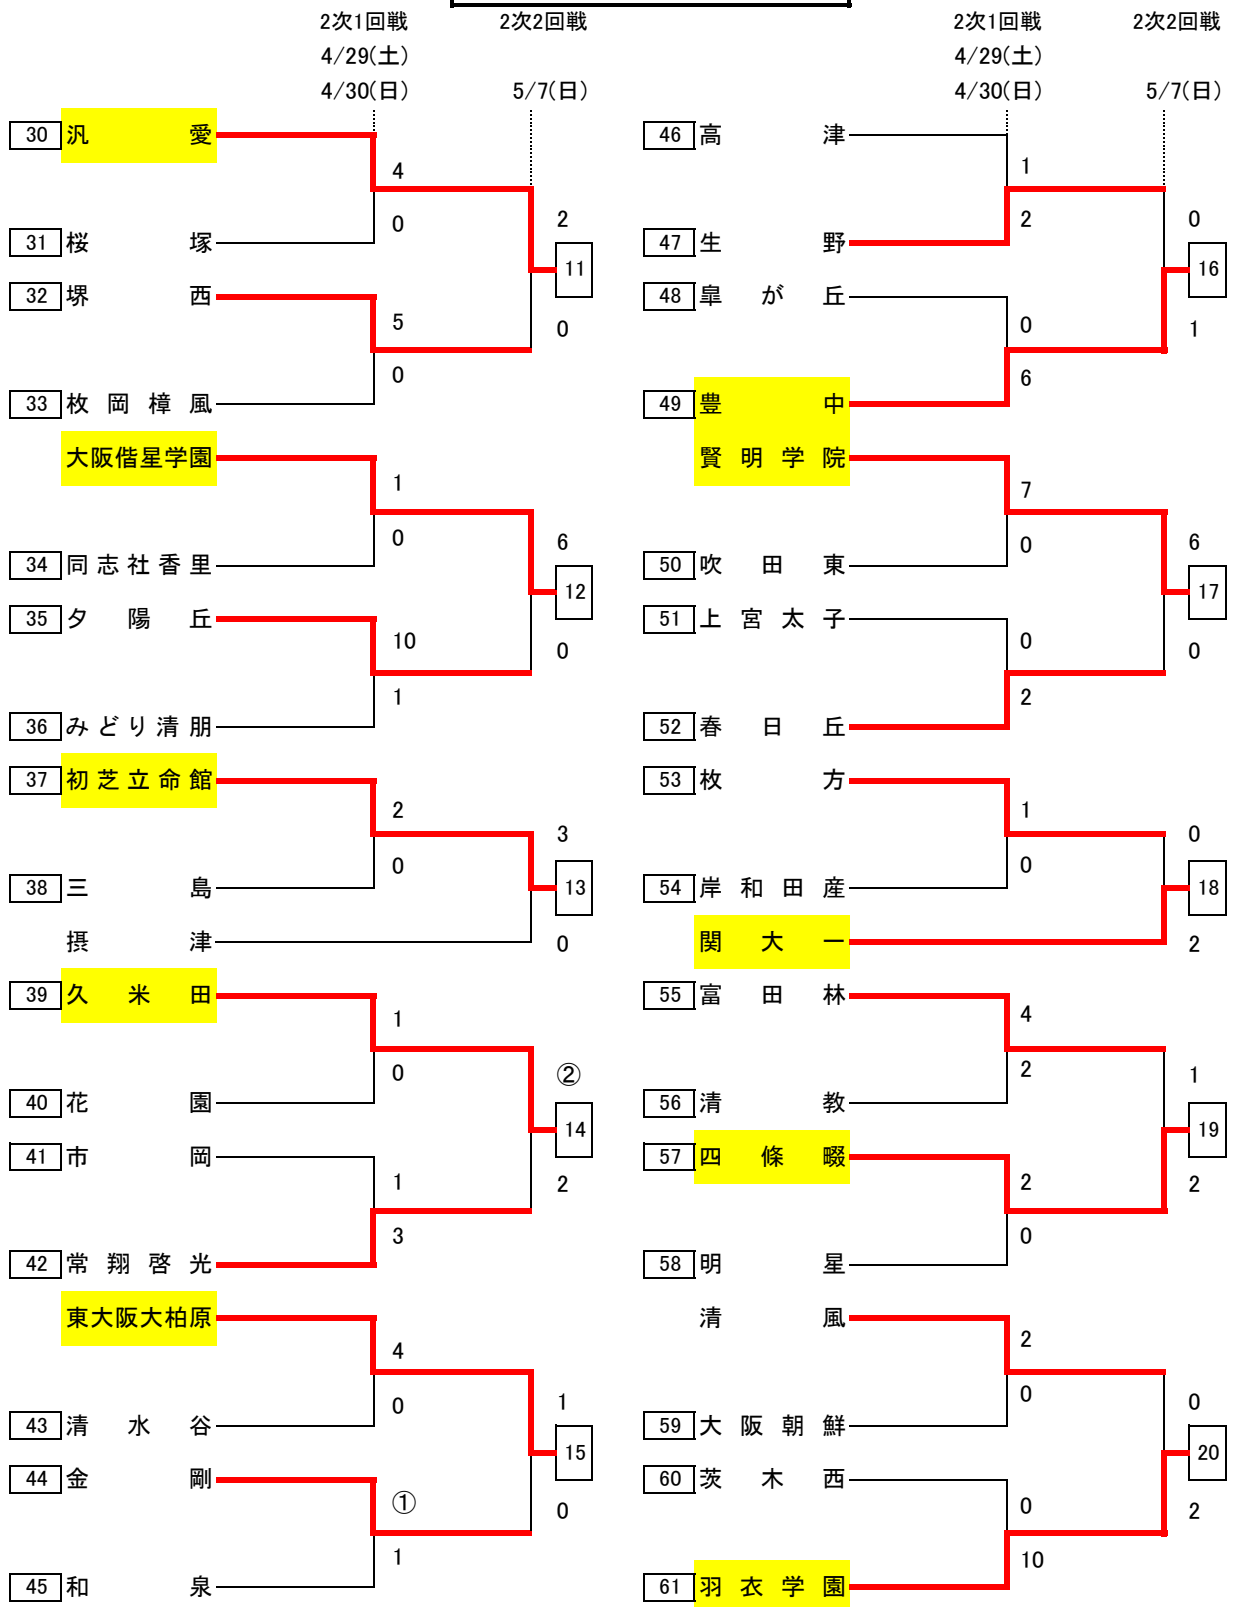 2次1回戦 2次2回戦
4/29(土)
4/30(日) 5/7(日)
30 汎愛
4
0
2
31 桜塚
11
32 堺西
5
0
0
33 枚岡樟風
大阪偕星学園
1
0
6
34 同志社香里
12
35 夕陽丘
10
0
1
36 みどり清朋
37 初芝立命館
2
3
0
38 三島
13
摂津
0
39 久米田
1
0
②
40 花園
14
41 市岡
1
2
3
42 常翔啓光
東大阪大柏原
4
0
1
43 清水谷
15
44 金剛
①
0
1
45 和泉
2次1回戦 2次2回戦
4/29(土)
4/30(日) 5/7(日)
46 高津
1
2
0
47 生野
16
48 皐が丘
0
1
6
49 豊中
賢明学院
7
0
6
50 吹田東
17
51 上宮太子
0
0
2
52 春日丘
53 枚方
1
0
0
54 岸和田産
18
関大一
2
55 富田林
4
2
1
56 清教
19
57 四條畷
2
2
0
58 明星
清風
2
0
0
59 大阪朝鮮
20
60 茨木西
0
2
10
61 羽衣学園